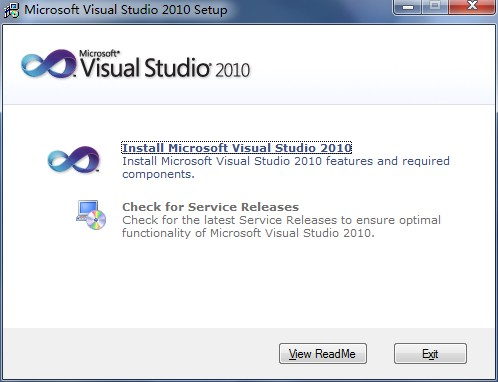 Microsoft Visual Studio 2010 Setup
Microsoft®
Visual Studio® 2010
Install Microsoft Visual Studio 2010
Install Microsoft Visual Studio 2010 features and required
components.
Check for Service Releases
Check for the latest Service Releases to ensure optimal
functionality of Microsoft Visual Studio 2010.
View ReadMe
Exit